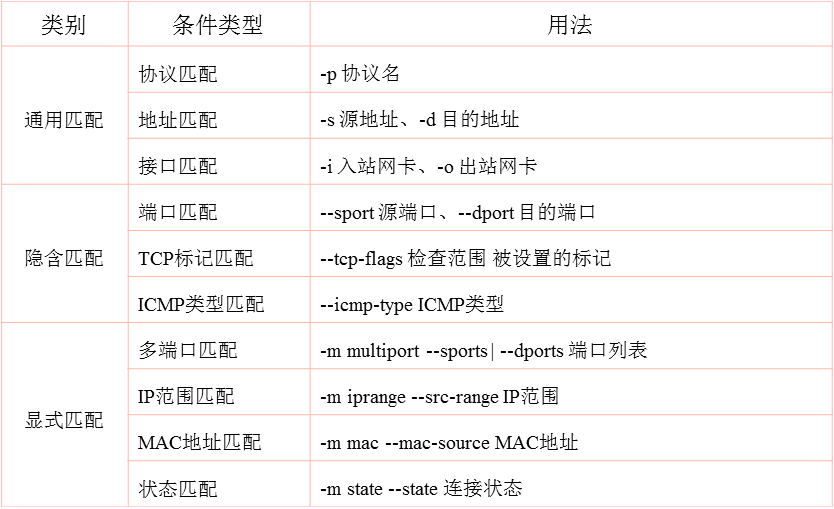 类别 条件类型 用法
通用匹配
协议匹配 -p 协议名
地址匹配 -s 源地址、-d 目的地址
接口匹配 -i 入站网卡、-o 出站网卡
隐含匹配
端口匹配 --sport 源端口、--dport 目的端口
TCP标记匹配 --tcp-flags 检查范围 被设置的标记
ICMP类型匹配 --icmp-type ICMP类型
显式匹配
多端口匹配 -m multiport --sports | --dports 端口列表
IP范围匹配 -m iprange --src-range IP范围
MAC地址匹配 -m mac --mac-source MAC地址
状态匹配 -m state --state 连接状态